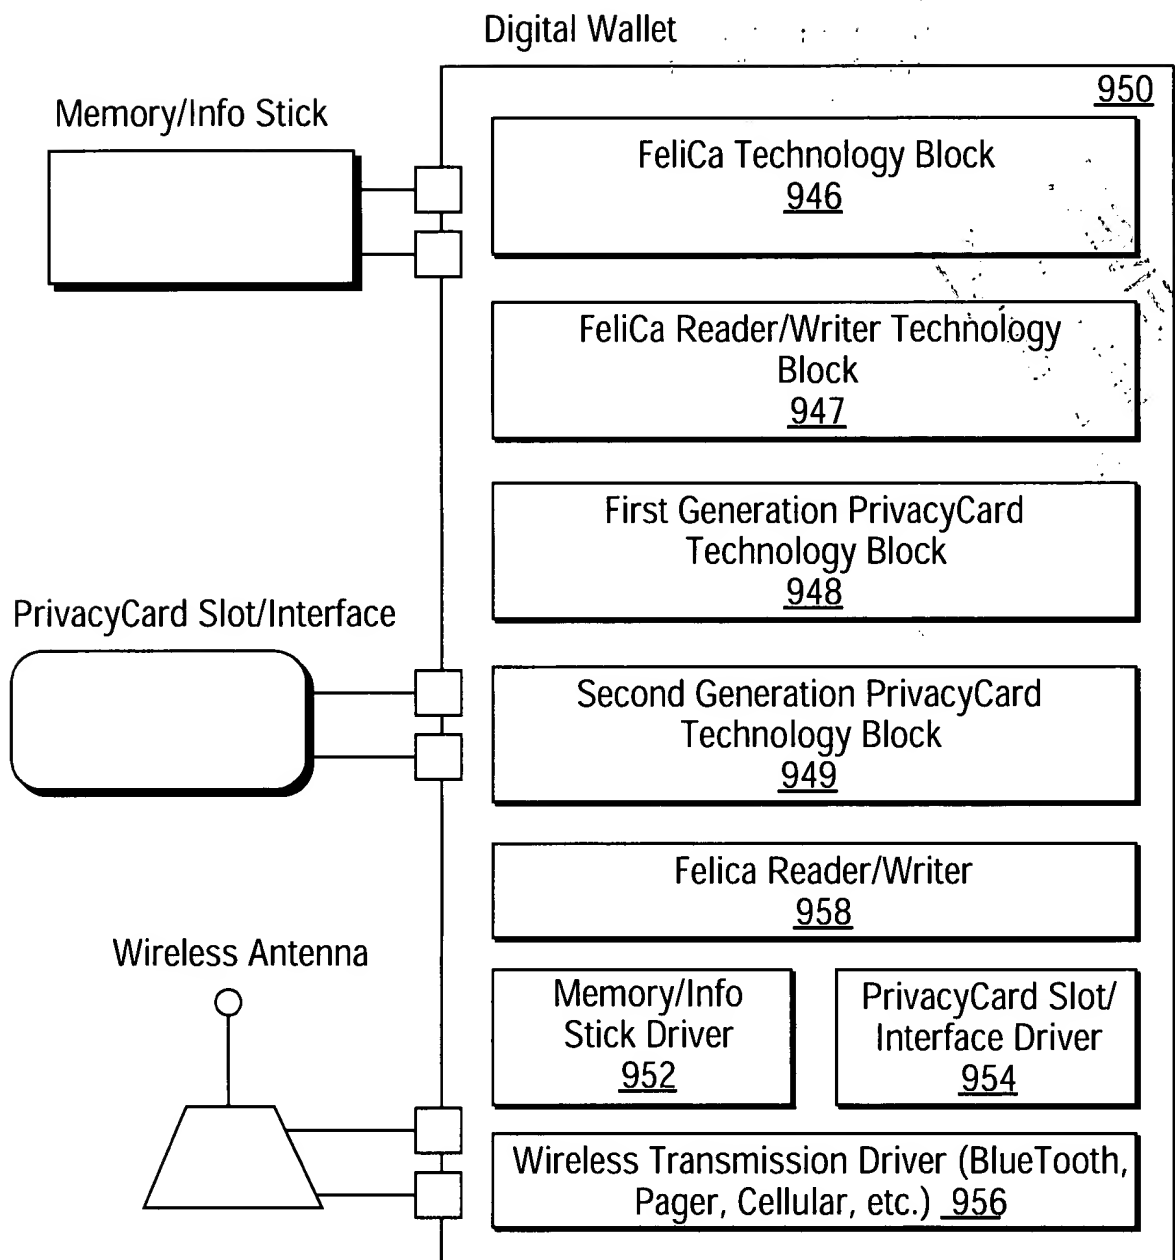 Digital Wallet
950
Memory/Info Stick
FeliCa Technology Block
946
FeliCa Reader/Writer Technology
Block
947
First Generation PrivacyCard
Technology Block
948
PrivacyCard Slot/Interface
Second Generation PrivacyCard
Technology Block
949
Felica Reader/Writer
958
Wireless Antenna
Memory/Info
Stick Driver
952
PrivacyCard Slot/
Interface Driver
954
Wireless Transmission Driver (BlueTooth,
Pager, Cellular, etc.) 956